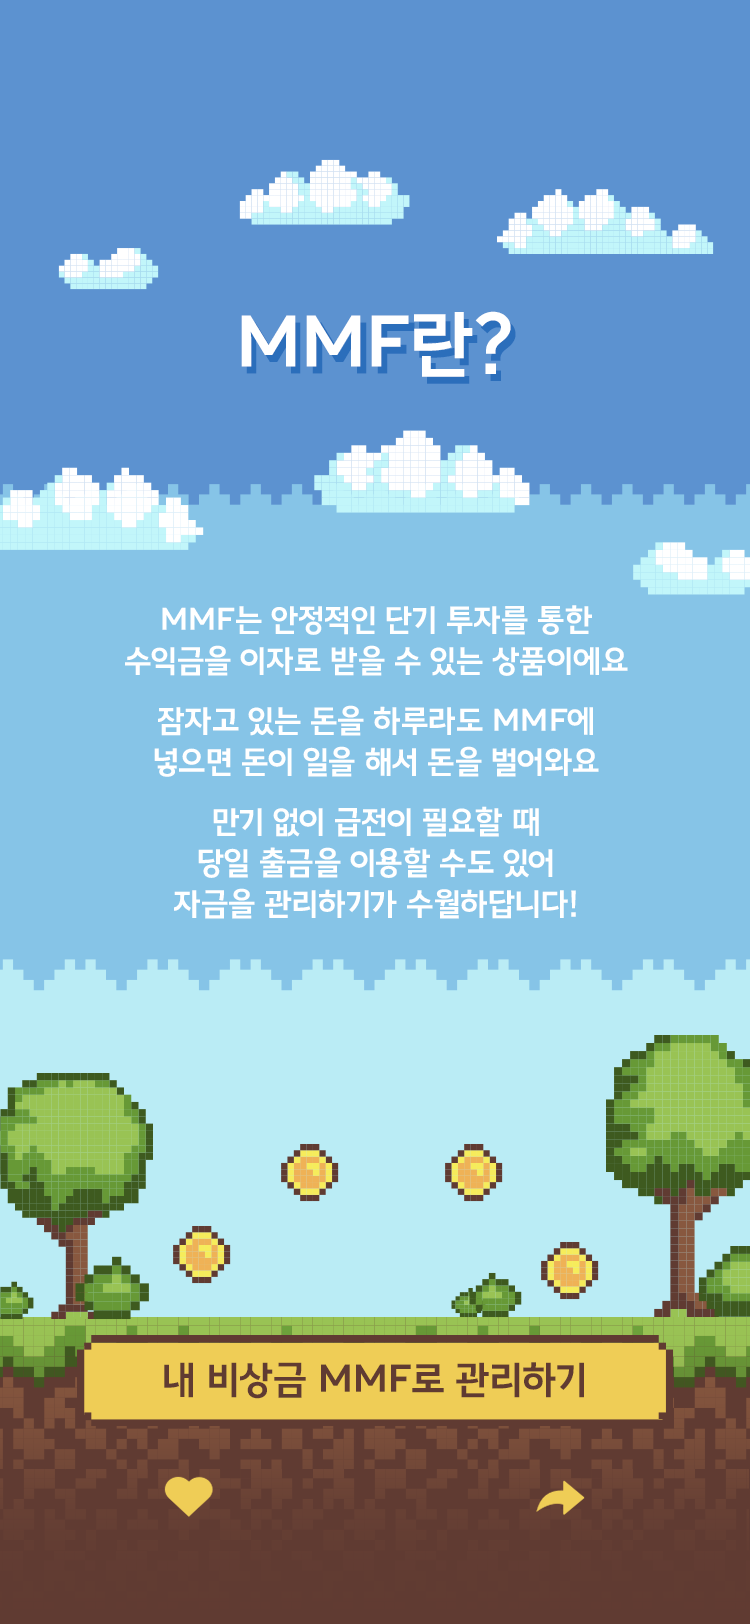 MMF란?
MMF는 안정적인 단기 투자를 통한
수익금을 이자로 받을 수 있는 상품이에요
잠자고 있는 돈을 하루라도 MMF에
넣으면 돈이 일을 해서 돈을 벌어와요
만기 없이 급전이 필요할 때
당일 출금을 이용할 수도 있어
자금을 관리하기가 수월하답니다!
내 비상금 MMF로 관리하기